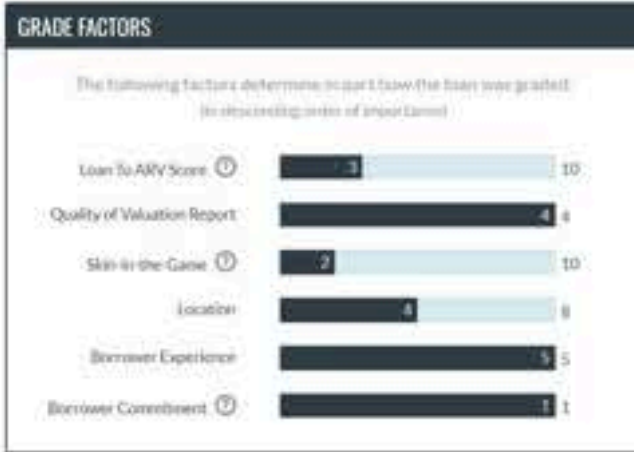 GRADE FACTORS
The following factors determine in part how the loan was graded
(in descending order of importance)
Loan To ARV Score ? 3 10
Quality of Valuation Report 4 4
Skin-in-the-Game ? 2 10
Location 4 8
Borrower Experience 5 5
Borrower Commitment ? 1 1